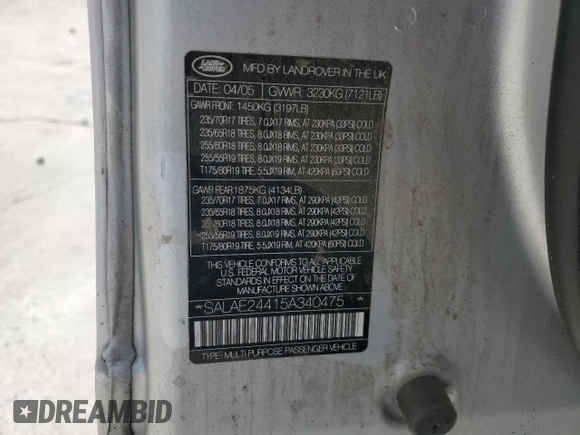 LAND ROVER
MFD BY LANDROVER IN THE UK
DATE: 04/05 GVWR: 3230KG (7121LB)
GAWR FRONT: 1450KG (3197LB)
235/70R17 TIRES, 7.0JX17 RIMS, AT 230KPA (33PSI) COLD
235/65R18 TIRES, 8.0JX18 RIMS, AT 230KPA (33PSI) COLD
255/60R18 TIRES, 8.0JX18 RIMS, AT 230KPA (33PSI) COLD
255/55R19 TIRES, 8.0JX19 RIMS, AT 230KPA (33PSI) COLD
T175/80R19 TIRE, 5.5JX19 RIM, AT 420KPA (60PSI) COLD
GAWR REAR: 1875KG (4134LB)
235/70R17 TIRES, 7.0JX17 RIMS, AT 290KPA (42PSI) COLD
235/65R18 TIRES, 8.0JX18 RIMS, AT 290KPA (42PSI) COLD
255/60R18 TIRES, 8.0JX18 RIMS, AT 290KPA (42PSI) COLD
255/55R19 TIRES, 8.0JX19 RIMS, AT 290KPA (42PSI) COLD
T175/80R19 TIRE, 5.5JX19 RIM, AT 420KPA (60PSI) COLD
THIS VEHICLE CONFORMS TO ALL APPLICABLE
U.S. FEDERAL MOTOR VEHICLE SAFETY
STANDARDS IN EFFECT ON THE DATE OF
MANUFACTURE SHOWN ABOVE
*SALAE24415A340475*
TYPE: MULTI PURPOSE PASSENGER VEHICLE
DREAMBID